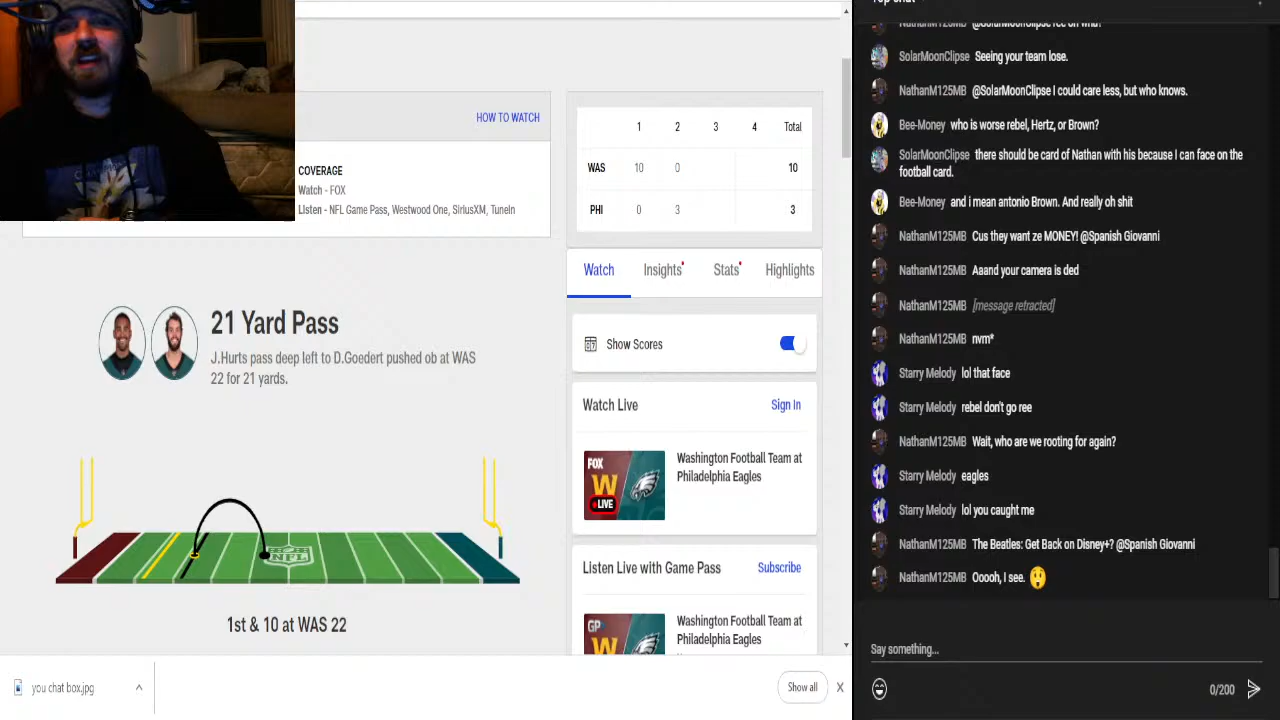 HOW TO WATCH
COVERAGE
Watch - FOX
Listen - NFL Game Pass, Westwood One, SiriusXM, TuneIn
21 Yard Pass
J.Hurts pass deep left to D.Goedert pushed ob at WAS
22 for 21 yards.
NFL
1st & 10 at WAS 22
1 2 3 4 Total
WAS 10 0 10
PHI 0 3 3
Watch Insights Stats Highlights
Show Scores
Watch Live Sign In
FOX
W
LIVE
Washington Football Team at
Philadelphia Eagles
Listen Live with Game Pass Subscribe
GP
W
Washington Football Team at
Philadelphia Eagles
you chat box.jpg
Show all X
SolarMoonClipse Seeing your team lose.
NathanM125MB @SolarMoonClipse I could care less, but who knows.
Bee-Money who is worse rebel, Hertz, or Brown?
SolarMoonClipse there should be card of Nathan with his because I can face on the
football card.
Bee-Money and i mean antonio Brown. And really oh shit
NathanM125MB Cus they want ze MONEY! @Spanish Giovanni
NathanM125MB Aaand your camera is ded
NathanM125MB [message retracted]
NathanM125MB nvm*
Starry Melody lol that face
Starry Melody rebel don't go ree
NathanM125MB Wait, who are we rooting for again?
Starry Melody eagles
Starry Melody lol you caught me
NathanM125MB The Beatles: Get Back on Disney+? @Spanish Giovanni
NathanM125MB Ooooh, I see. 😲
Say something...
0/200